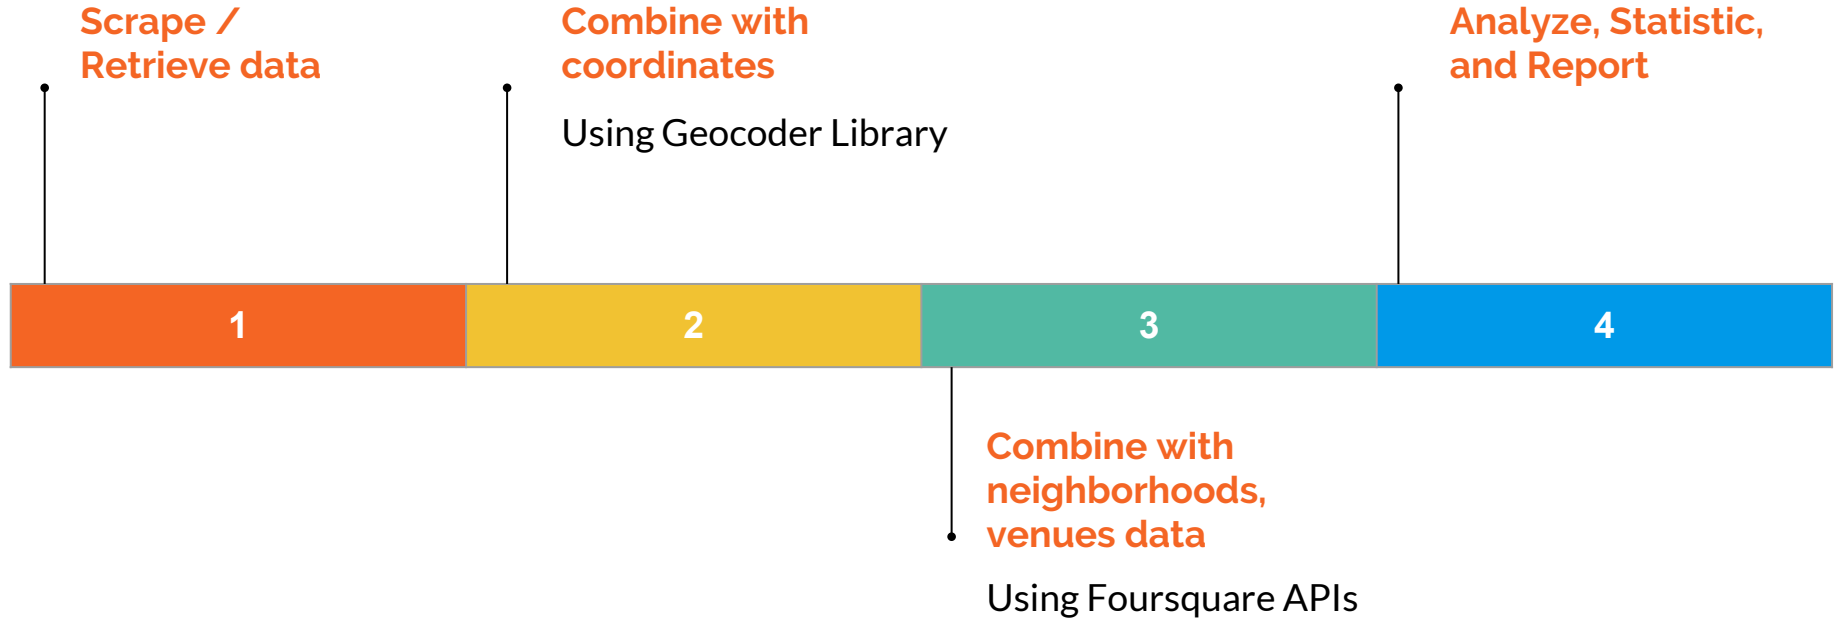 Scrape /
Retrieve data
Combine with
coordinates
Using Geocoder Library
Analyze, Statistic,
and Report
1
2
3
4
Combine with
neighborhoods,
venues data
Using Foursquare APIs